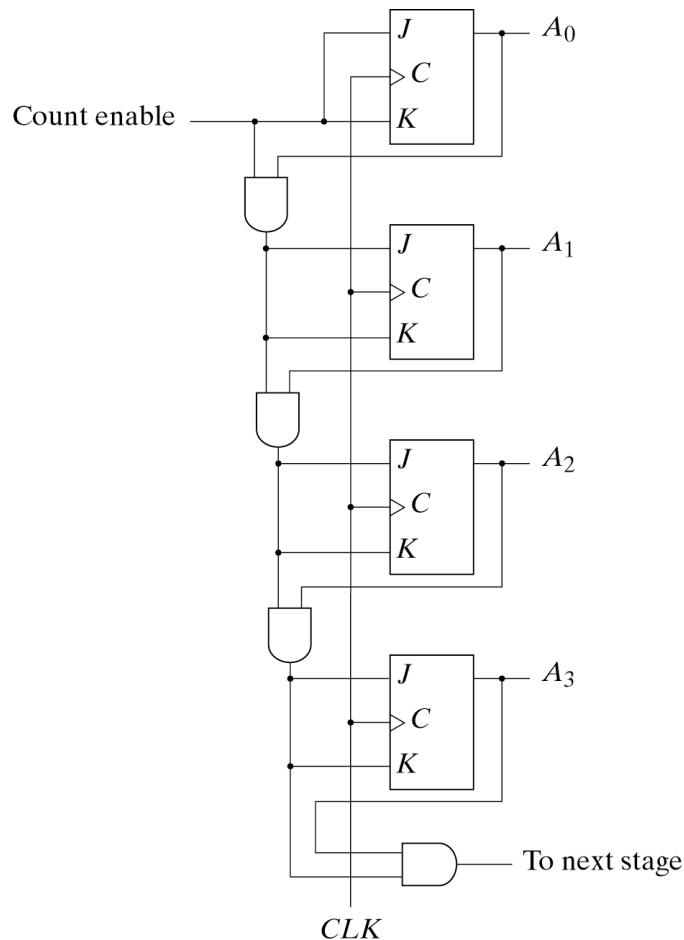 J A₀
C
Count enable K
J A₁
C
K
J A₂
C
K
J A₃
C
K
To next stage
CLK